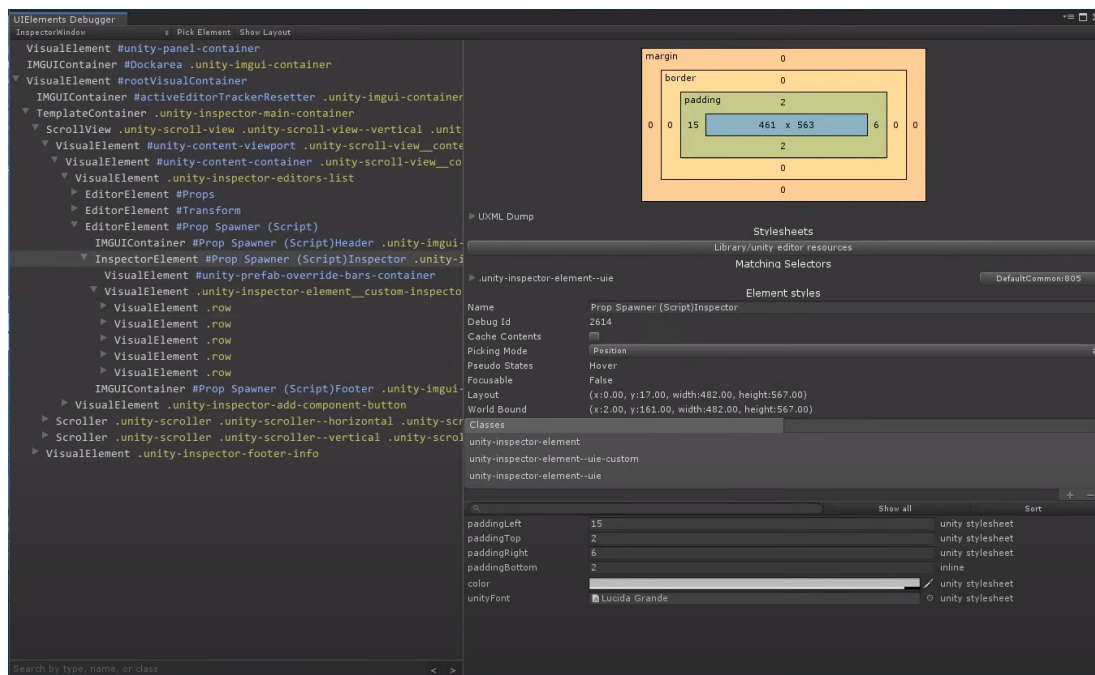 UIElements Debugger
InspectorWindow Pick Element Show Layout
VisualElement #unity-panel-container
IMGUIContainer #Dockarea .unity-imgui-container
VisualElement #rootVisualContainer
IMGUIContainer #activeEditorTrackerResetter .unity-imgui-container
TemplateContainer .unity-inspector-main-container
ScrollView .unity-scroll-view .unity-scroll-view--vertical .unit
VisualElement #unity-content-viewport .unity-scroll-view__conte
VisualElement #unity-content-container .unity-scroll-view__co
VisualElement .unity-inspector-editors-list
EditorElement #Props
EditorElement #Transform
EditorElement #Prop Spawner (Script)
IMGUIContainer #Prop Spawner (Script)Header .unity-imgui-
InspectorElement #Prop Spawner (Script)Inspector .unity-i
VisualElement #unity-prefab-override-bars-container
VisualElement .unity-inspector-element__custom-inspecto
VisualElement .row
VisualElement .row
VisualElement .row
VisualElement .row
VisualElement .row
IMGUIContainer #Prop Spawner (Script)Footer .unity-imgui-
VisualElement .unity-inspector-add-component-button
Scroller .unity-scroller .unity-scroller--horizontal .unity-scr
Scroller .unity-scroller .unity-scroller--vertical .unity-scrol
VisualElement .unity-inspector-footer-info
Search by type, name, or class < >
margin 0
border 0
padding 2
0 0 15 461 x 563 6 0 0
2
0
0
UXML Dump
Stylesheets
Library/unity editor resources
Matching Selectors
.unity-inspector-element--uie DefaultCommon:805
Element styles
Name Prop Spawner (Script)Inspector
Debug Id 2614
Cache Contents
Picking Mode Position
Pseudo States Hover
Focusable False
Layout (x:0.00, y:17.00, width:482.00, height:567.00)
World Bound (x:2.00, y:161.00, width:482.00, height:567.00)
Classes
unity-inspector-element
unity-inspector-element--uie-custom
unity-inspector-element--uie
+ −
Show all Sort
paddingLeft 15 unity stylesheet
paddingTop 2 unity stylesheet
paddingRight 6 unity stylesheet
paddingBottom 2 inline
color unity stylesheet
unityFont Lucida Grande unity stylesheet